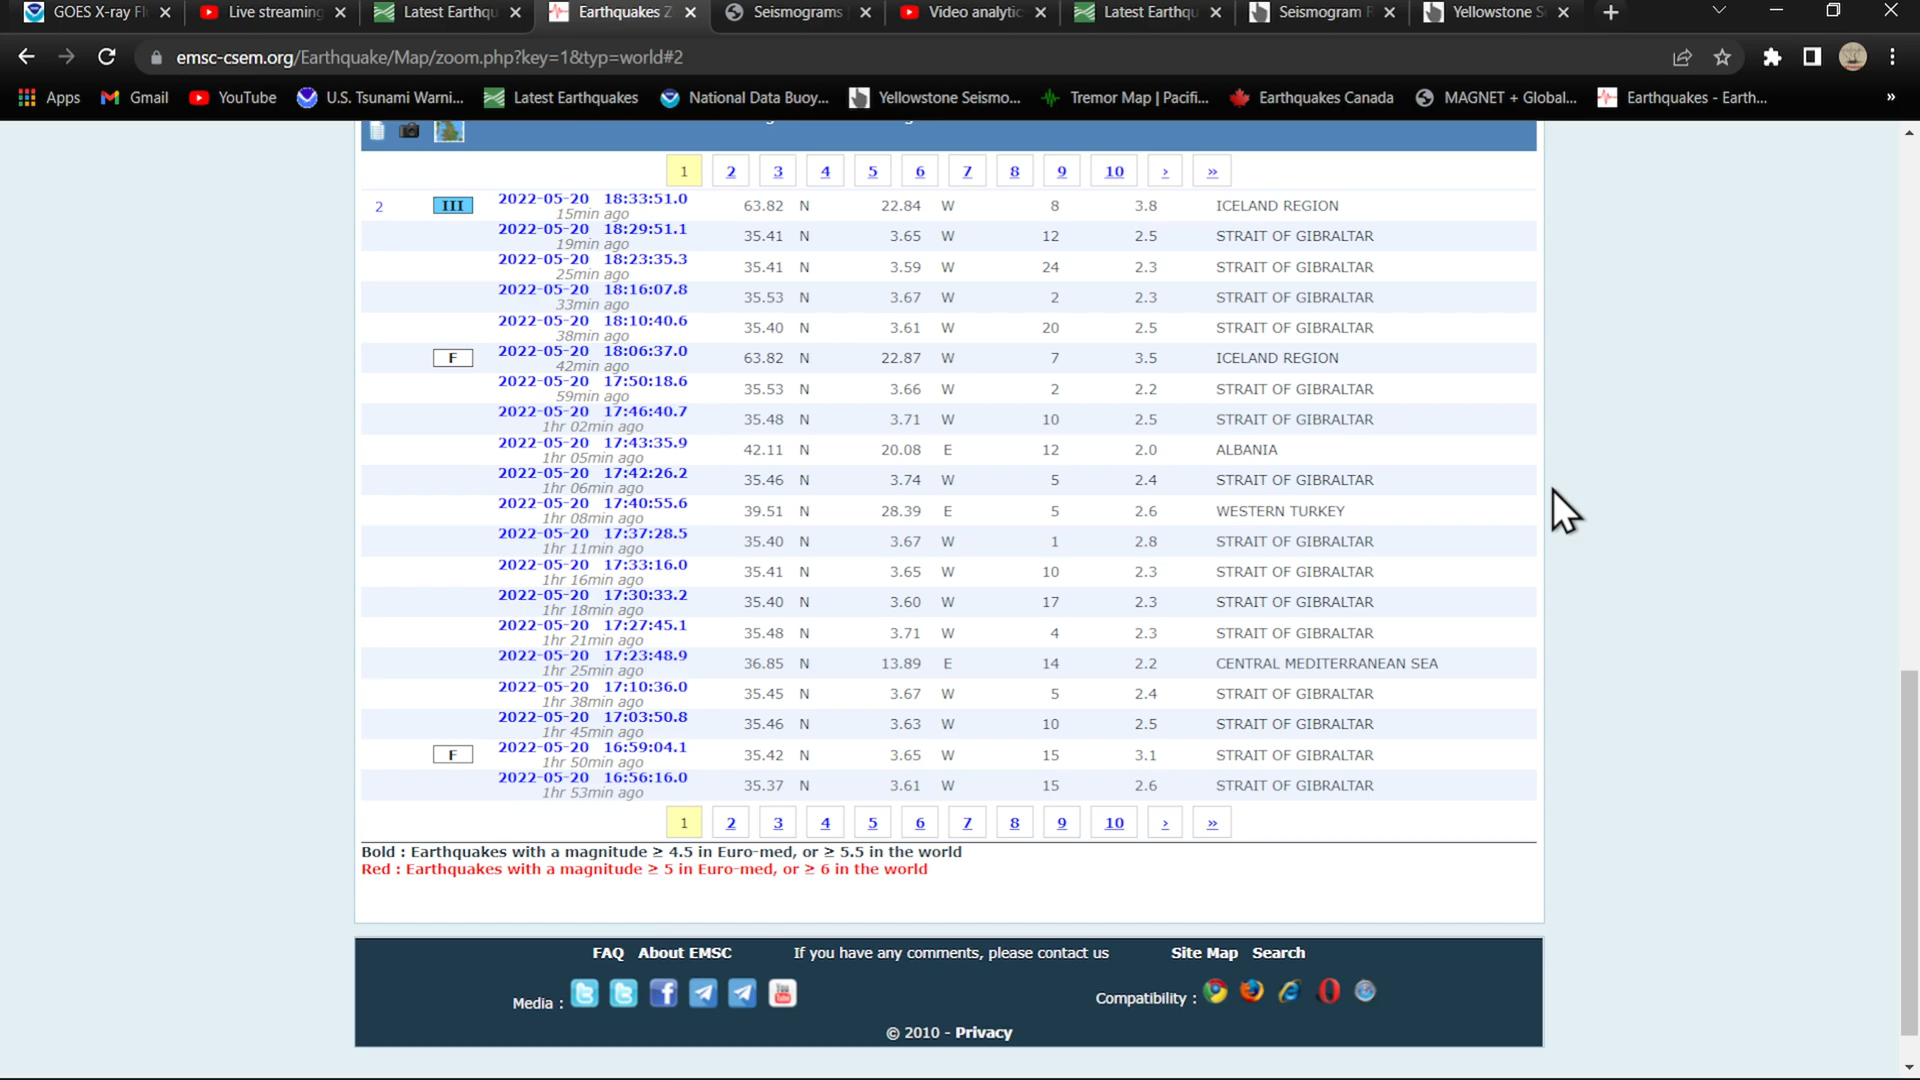 GOES X-ray Fl
Live streaming
Latest Earthqu
Earthquakes Z
Seismograms
Video analytic
Latest Earthqu
Seismogram
Yellowstone S
emsc-csem.org/Earthquake/Map/zoom.php?key=1&typ=world#2
Apps Gmail YouTube U.S. Tsunami Warni... Latest Earthquakes National Data Buoy... Yellowstone Seismo... Tremor Map | Pacifi... Earthquakes Canada MAGNET + Global... Earthquakes - Earth... »
1 2 3 4 5 6 7 8 9 10 › »
2 III 2022-05-20 18:33:51.0 63.82 N 22.84 W 8 3.8 ICELAND REGION
15min ago
2022-05-20 18:29:51.1 35.41 N 3.65 W 12 2.5 STRAIT OF GIBRALTAR
19min ago
2022-05-20 18:23:35.3 35.41 N 3.59 W 24 2.3 STRAIT OF GIBRALTAR
25min ago
2022-05-20 18:16:07.8 35.53 N 3.67 W 2 2.3 STRAIT OF GIBRALTAR
33min ago
2022-05-20 18:10:40.6 35.40 N 3.61 W 20 2.5 STRAIT OF GIBRALTAR
38min ago
F 2022-05-20 18:06:37.0 63.82 N 22.87 W 7 3.5 ICELAND REGION
42min ago
2022-05-20 17:50:18.6 35.53 N 3.66 W 2 2.2 STRAIT OF GIBRALTAR
59min ago
2022-05-20 17:46:40.7 35.48 N 3.71 W 10 2.5 STRAIT OF GIBRALTAR
1hr 02min ago
2022-05-20 17:43:35.9 42.11 N 20.08 E 12 2.0 ALBANIA
1hr 05min ago
2022-05-20 17:42:26.2 35.46 N 3.74 W 5 2.4 STRAIT OF GIBRALTAR
1hr 06min ago
2022-05-20 17:40:55.6 39.51 N 28.39 E 5 2.6 WESTERN TURKEY
1hr 08min ago
2022-05-20 17:37:28.5 35.40 N 3.67 W 1 2.8 STRAIT OF GIBRALTAR
1hr 11min ago
2022-05-20 17:33:16.0 35.41 N 3.65 W 10 2.3 STRAIT OF GIBRALTAR
1hr 16min ago
2022-05-20 17:30:33.2 35.40 N 3.60 W 17 2.3 STRAIT OF GIBRALTAR
1hr 18min ago
2022-05-20 17:27:45.1 35.48 N 3.71 W 4 2.3 STRAIT OF GIBRALTAR
1hr 21min ago
2022-05-20 17:23:48.9 36.85 N 13.89 E 14 2.2 CENTRAL MEDITERRANEAN SEA
1hr 25min ago
2022-05-20 17:10:36.0 35.45 N 3.67 W 5 2.4 STRAIT OF GIBRALTAR
1hr 38min ago
2022-05-20 17:03:50.8 35.46 N 3.63 W 10 2.5 STRAIT OF GIBRALTAR
1hr 45min ago
F 2022-05-20 16:59:04.1 35.42 N 3.65 W 15 3.1 STRAIT OF GIBRALTAR
1hr 50min ago
2022-05-20 16:56:16.0 35.37 N 3.61 W 15 2.6 STRAIT OF GIBRALTAR
1hr 53min ago
1 2 3 4 5 6 7 8 9 10 › »
Bold : Earthquakes with a magnitude ≥ 4.5 in Euro-med, or ≥ 5.5 in the world
Red : Earthquakes with a magnitude ≥ 5 in Euro-med, or ≥ 6 in the world
FAQ About EMSC If you have any comments, please contact us Site Map Search
Media : Compatibility :
© 2010 - Privacy